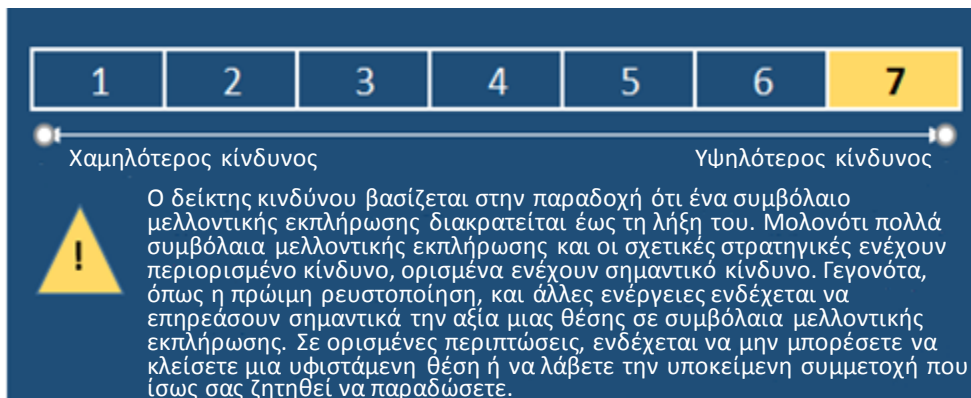 1 2 3 4 5 6 7
Χαμηλότερος κίνδυνος Υψηλότερος κίνδυνος
Ο δείκτης κινδύνου βασίζεται στην παραδοχή ότι ένα συμβόλαιο
μελλοντικής εκπλήρωσης διακρατείται έως τη λήξη του. Μολονότι πολλά
συμβόλαια μελλοντικής εκπλήρωσης και οι σχετικές στρατηγικές ενέχουν
περιορισμένο κίνδυνο, ορισμένα ενέχουν σημαντικό κίνδυνο. Γεγονότα,
όπως η πρώιμη ρευστοποίηση, και άλλες ενέργειες ενδέχεται να
επηρεάσουν σημαντικά την αξία μιας θέσης σε συμβόλαια μελλοντικής
εκπλήρωσης. Σε ορισμένες περιπτώσεις, ενδέχεται να μην μπορέσετε να
κλείσετε μια υφιστάμενη θέση ή να λάβετε την υποκείμενη συμμετοχή που
ίσως σας ζητηθεί να παραδώσετε.
!